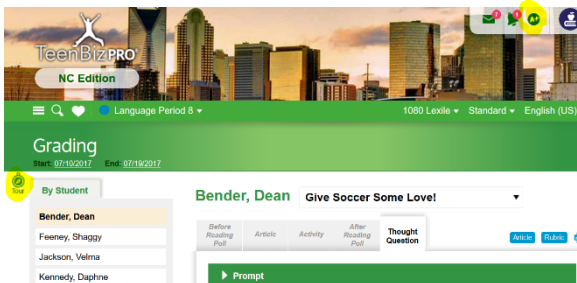 TeenBizPRO
NC Edition
A+
Language Period 8
1080 Lexile
Standard
English (US)
Grading
Start: 07/10/2017 End: 07/19/2017
Tour
By Student
Bender, Dean
Feeney, Shaggy
Jackson, Velma
Kennedy, Daphne
Bender, Dean
Give Soccer Some Love!
Before Reading Poll
Article
Activity
After Reading Poll
Thought Question
Article
Rubric
Prompt